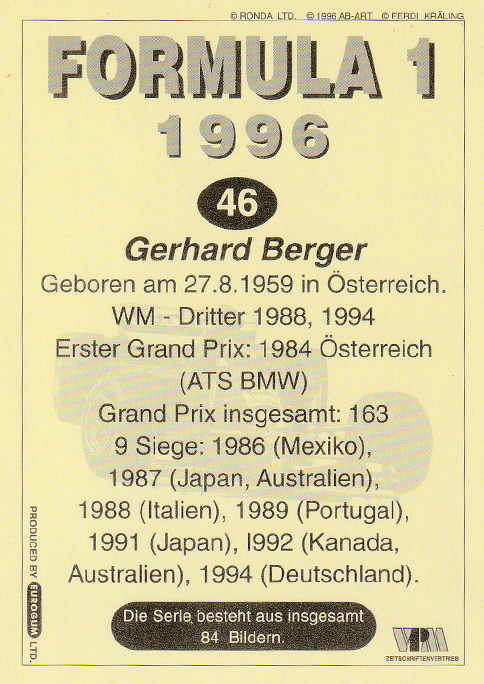 © RONDA LTD. © 1996 AB-ART © FERDI KRÄLING
FORMULA 1
1996
46
Gerhard Berger
Geboren am 27.8.1959 in Österreich.
WM - Dritter 1988, 1994
Erster Grand Prix: 1984 Österreich
(ATS BMW)
Grand Prix insgesamt: 163
9 Siege: 1986 (Mexiko),
1987 (Japan, Australien),
1988 (Italien), 1989 (Portugal),
1991 (Japan), I992 (Kanada,
Australien), 1994 (Deutschland).
Die Serie besteht aus insgesamt
84 Bildern.
PRODUCED BY EUROGUM LTD.
VPM
ZEITSCHRIFTENVERTRIEB